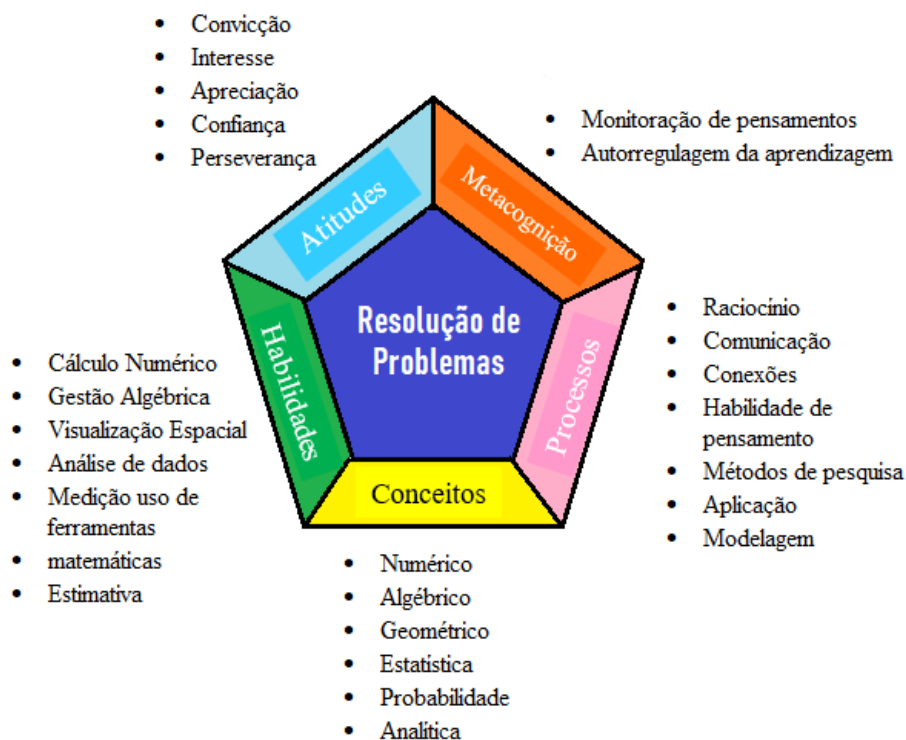 • Convicção
• Interesse
• Apreciação
• Confiança
• Perseverança
• Monitoração de pensamentos
• Autorregulagem da aprendizagem
Atitudes
Metacognição
Resolução de
Problemas
Habilidades
Processos
Conceitos
• Cálculo Numérico
• Gestão Algébrica
• Visualização Espacial
• Análise de dados
• Medição uso de
ferramentas
• matemáticas
• Estimativa
• Raciocínio
• Comunicação
• Conexões
• Habilidade de
pensamento
• Métodos de pesquisa
• Aplicação
• Modelagem
• Numérico
• Algébrico
• Geométrico
• Estatística
• Probabilidade
• Analítica